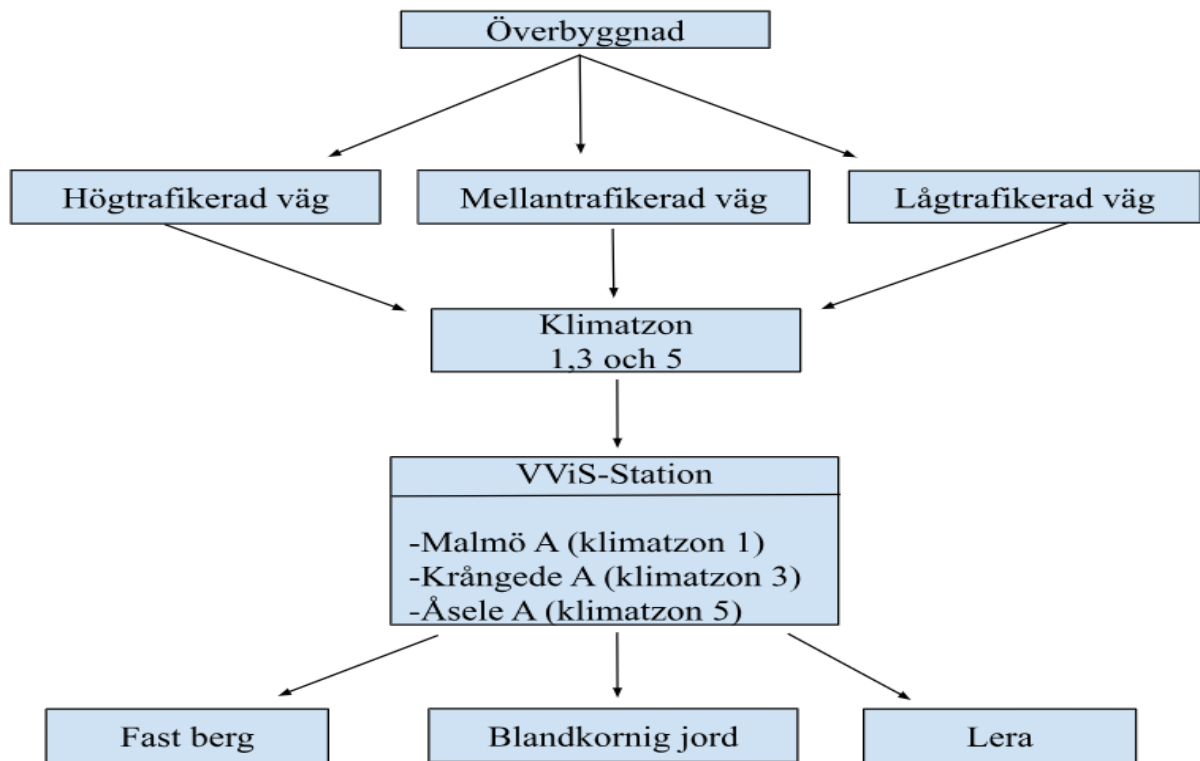 Överbyggnad
Högtrafikerad väg
Mellantrafikerad väg
Lågtrafikerad väg
Klimatzon
1,3 och 5
VViS-Station
-Malmö A (klimatzon 1)
-Krångede A (klimatzon 3)
-Åsele A (klimatzon 5)
Fast berg
Blandkornig jord
Lera